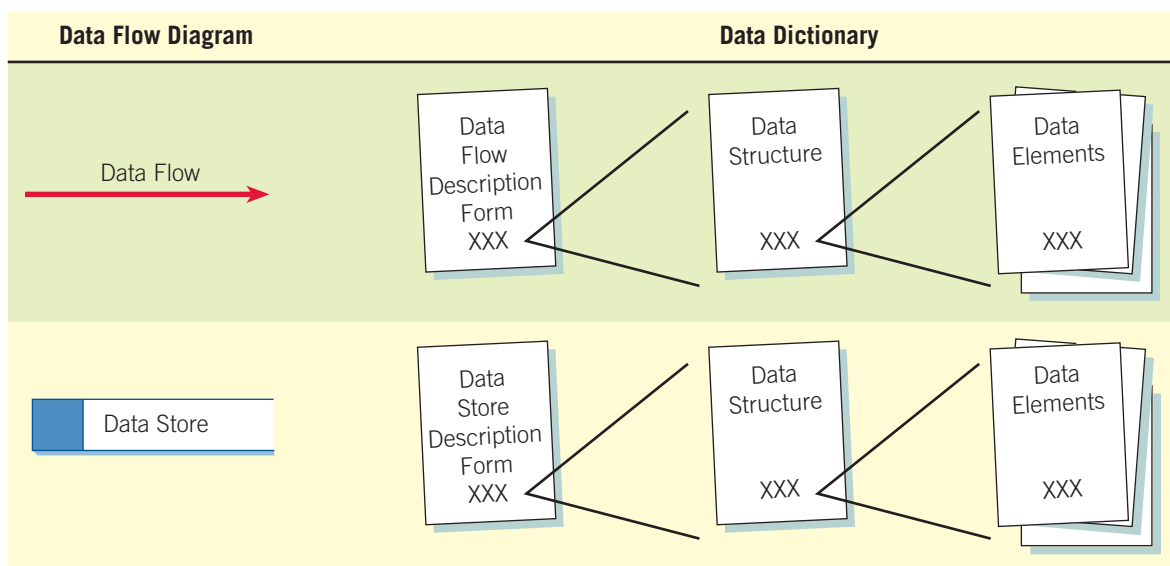 Data Flow Diagram
Data Dictionary
Data Flow
Data
Flow
Description
Form
XXX
Data
Structure
XXX
Data
Elements
XXX
Data Store
Data
Store
Description
Form
XXX
Data
Structure
XXX
Data
Elements
XXX